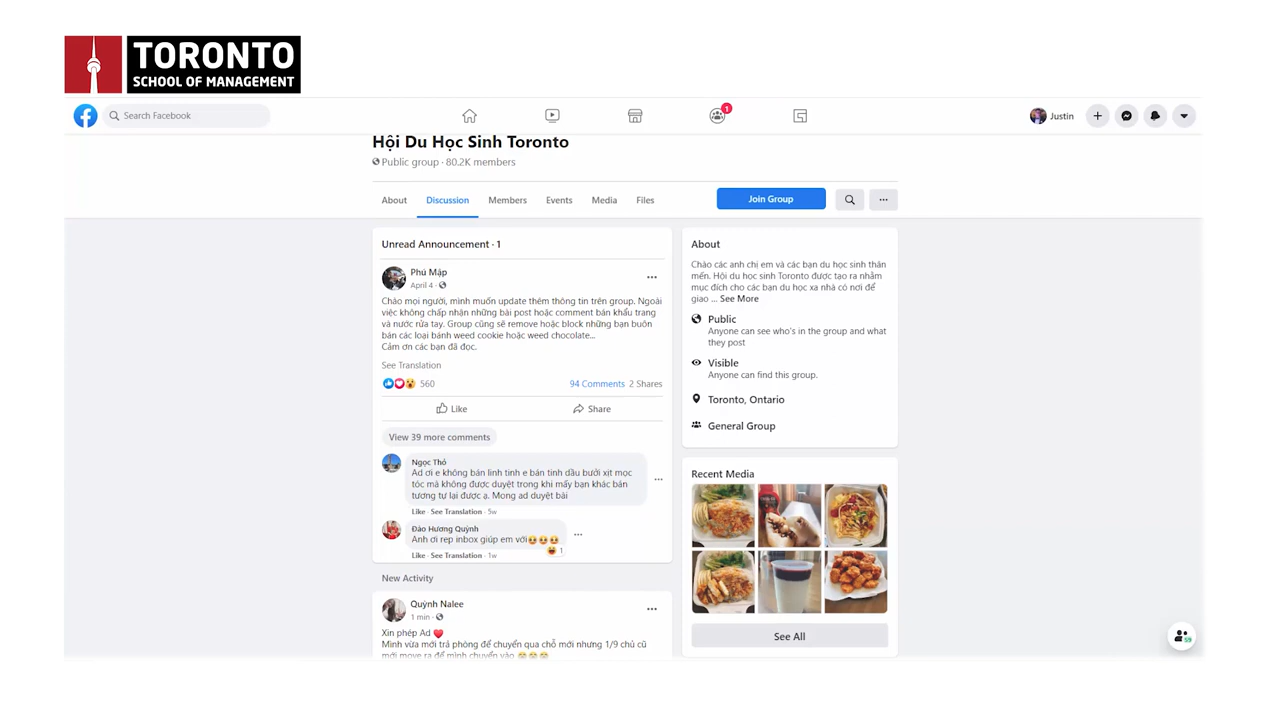 TORONTO
SCHOOL OF MANAGEMENT
Search Facebook
1
Justin
Hội Du Học Sinh Toronto
Public group · 80.2K members
About
Discussion
Members
Events
Media
Files
Join Group
Unread Announcement · 1
Phú Mập
April 4 ·
Chào mọi người, mình muốn update thêm thông tin trên group. Ngoài
việc không chấp nhận những bài post hoặc comment bán khẩu trang
và nước rửa tay. Group cũng sẽ remove hoặc block những bạn buôn
bán các loại bánh weed cookie hoặc weed chocolate...
Cảm ơn các bạn đã đọc.
See Translation
560
94 Comments 2 Shares
Like
Share
View 39 more comments
Ngọc Thỏ
Ad ơi e không bán linh tinh e bán tinh dầu bưởi xịt mọc
tóc mà không được duyệt trong khi mấy bạn khác bán
tương tự lại được ạ. Mong ad duyệt bài
Like · See Translation · 5w
Đào Hương Quỳnh
Anh ơi rep inbox giúp em với
1
Like · See Translation · 1w
New Activity
Quỳnh Nalee
1 min ·
Xin phép Ad
Mình vừa mới trả phòng để chuyển qua chỗ mới nhưng 1/9 chủ cũ
mới move ra để mình chuyển vào
About
Chào các anh chị em và các bạn du học sinh thân
mến. Hội du học sinh Toronto được tạo ra nhằm
mục đích cho các bạn du học xa nhà có nơi để
giao ... See More
Public
Anyone can see who's in the group and what
they post
Visible
Anyone can find this group.
Toronto, Ontario
General Group
Recent Media
See All
59